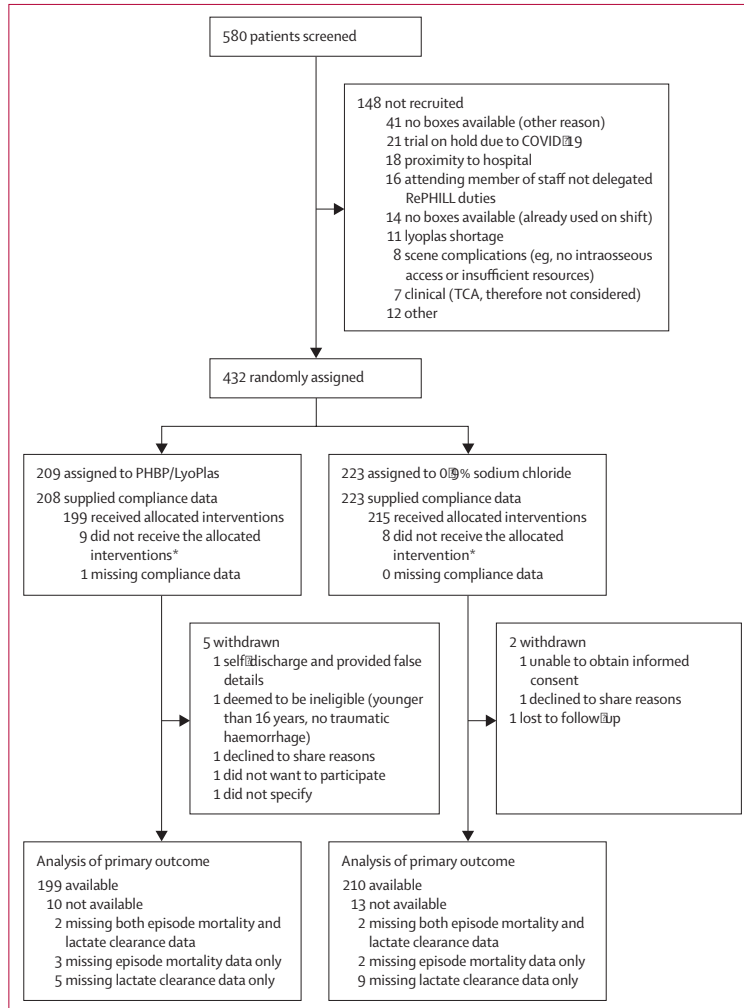 580 patients screened
148 not recruited
41 no boxes available (other reason)
21 trial on hold due to COVID�19
18 proximity to hospital
16 attending member of staff not delegated
RePHILL duties
14 no boxes available (already used on shift)
11 lyoplas shortage
8 scene complications (eg, no intraosseous
access or insufficient resources)
7 clinical (TCA, therefore not considered)
12 other
432 randomly assigned
209 assigned to PHBP/LyoPlas
208 supplied compliance data
199 received allocated interventions
9 did not receive the allocated
interventions*
1 missing compliance data
223 assigned to 0�9% sodium chloride
223 supplied compliance data
215 received allocated interventions
8 did not receive the allocated
intervention*
0 missing compliance data
5 withdrawn
1 self�discharge and provided false
details
1 deemed to be ineligible (younger
than 16 years, no traumatic
haemorrhage)
1 declined to share reasons
1 did not want to participate
1 did not specify
2 withdrawn
1 unable to obtain informed
consent
1 declined to share reasons
1 lost to follow�up
Analysis of primary outcome
199 available
10 not available
2 missing both episode mortality and
lactate clearance data
3 missing episode mortality data only
5 missing lactate clearance data only
Analysis of primary outcome
210 available
13 not available
2 missing both episode mortality and
lactate clearance data
2 missing episode mortality data only
9 missing lactate clearance data only